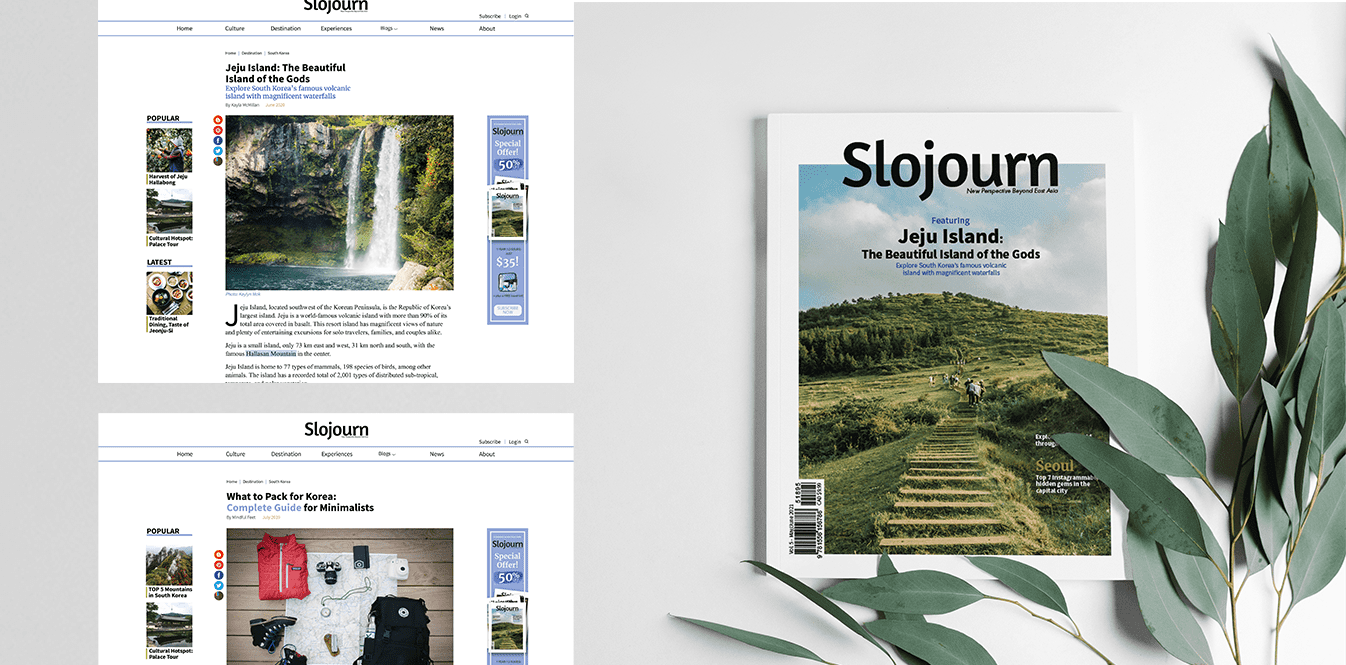 Slojourn
Subscribe | Login
Home Culture Destination Experiences Blogs News About
Home | Destination | South Korea
Jeju Island: The Beautiful
Island of the Gods
Explore South Korea's famous volcanic
island with magnificent waterfalls
By Kayla McMillan June 2020
POPULAR
Harvest of Jeju
Hallabong
Cultural Hotspot:
Palace Tour
LATEST
Traditional
Dining, Taste of
Jeonju-Si
Jeju Island, located southwest of the Korean Peninsula, is the Republic of Korea's
largest island. Jeju is a world-famous volcanic island with more than 90% of its
total area covered in basalt. This resort island has magnificent views of nature
and plenty of entertaining excursions for solo travelers, families, and couples alike.
Jeju is a small island, only 73 km east and west, 31 km north and south, with the
famous Hallasan Mountain in the center.
Jeju Island is home to 77 types of mammals, 198 species of birds, among other
animals. The island has a recorded total of 2,001 types of distributed sub-tropical,
Slojourn
Special
Offer!
50%
Slojourn
$35!
SUBSCRIBE
NOW
Slojourn
Subscribe | Login
Home Culture Destination Experiences Blogs News About
Home | Destination | South Korea
What to Pack for Korea:
Complete Guide for Minimalists
By Mindful Feet July 2020
POPULAR
TOP 5 Mountains
in South Korea
Cultural Hotspot:
Palace Tour
Slojourn
Special
Offer!
50%
Slojourn
Slojourn
New Perspective Beyond East Asia
Featuring
Jeju Island:
The Beautiful Island of the Gods
Explore South Korea's famous volcanic
island with magnificent waterfalls
Seoul
Top 7 Instagrammab
hidden gems in the
capital city